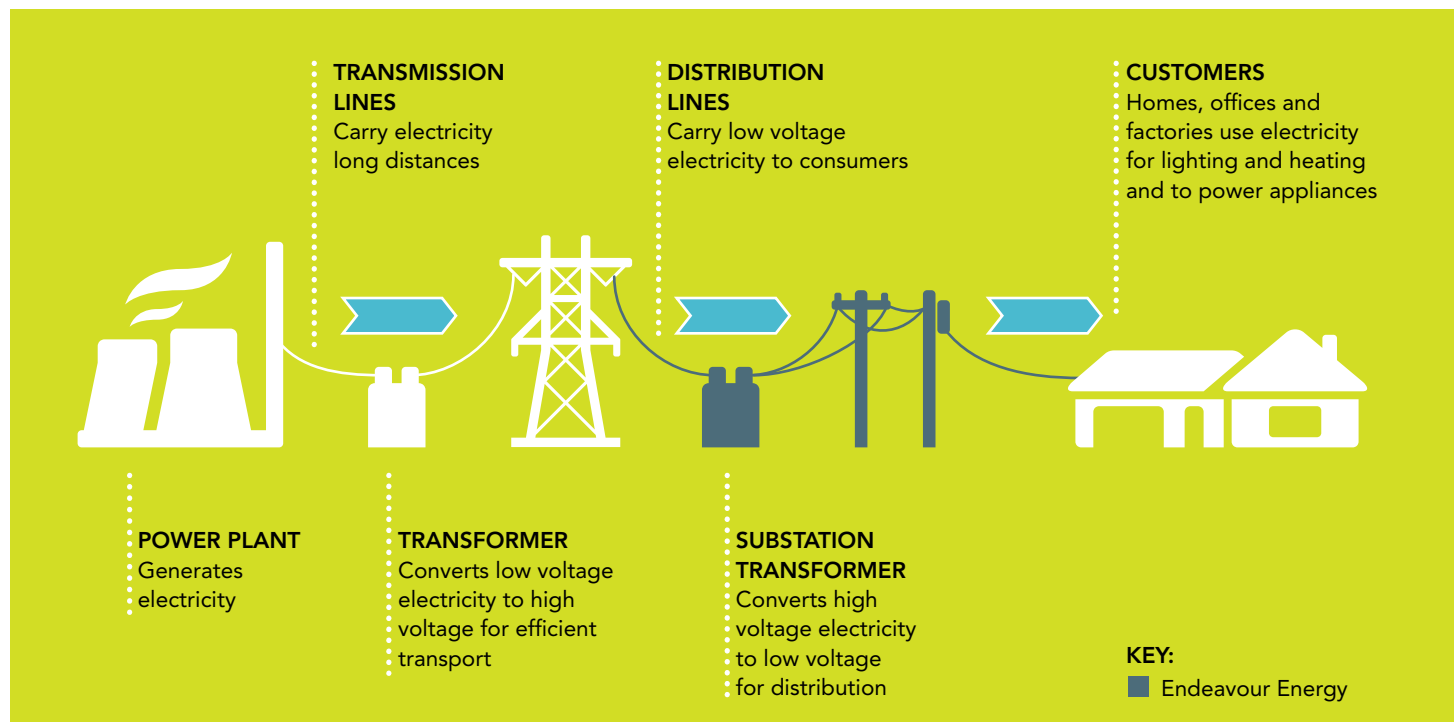 TRANSMISSION
LINES
Carry electricity
long distances
DISTRIBUTION
LINES
Carry low voltage
electricity to consumers
CUSTOMERS
Homes, offices and
factories use electricity
for lighting and heating
and to power appliances
POWER PLANT
Generates
electricity
TRANSFORMER
Converts low voltage
electricity to high
voltage for efficient
transport
SUBSTATION
TRANSFORMER
Converts high
voltage electricity
to low voltage
for distribution
KEY:
Endeavour Energy